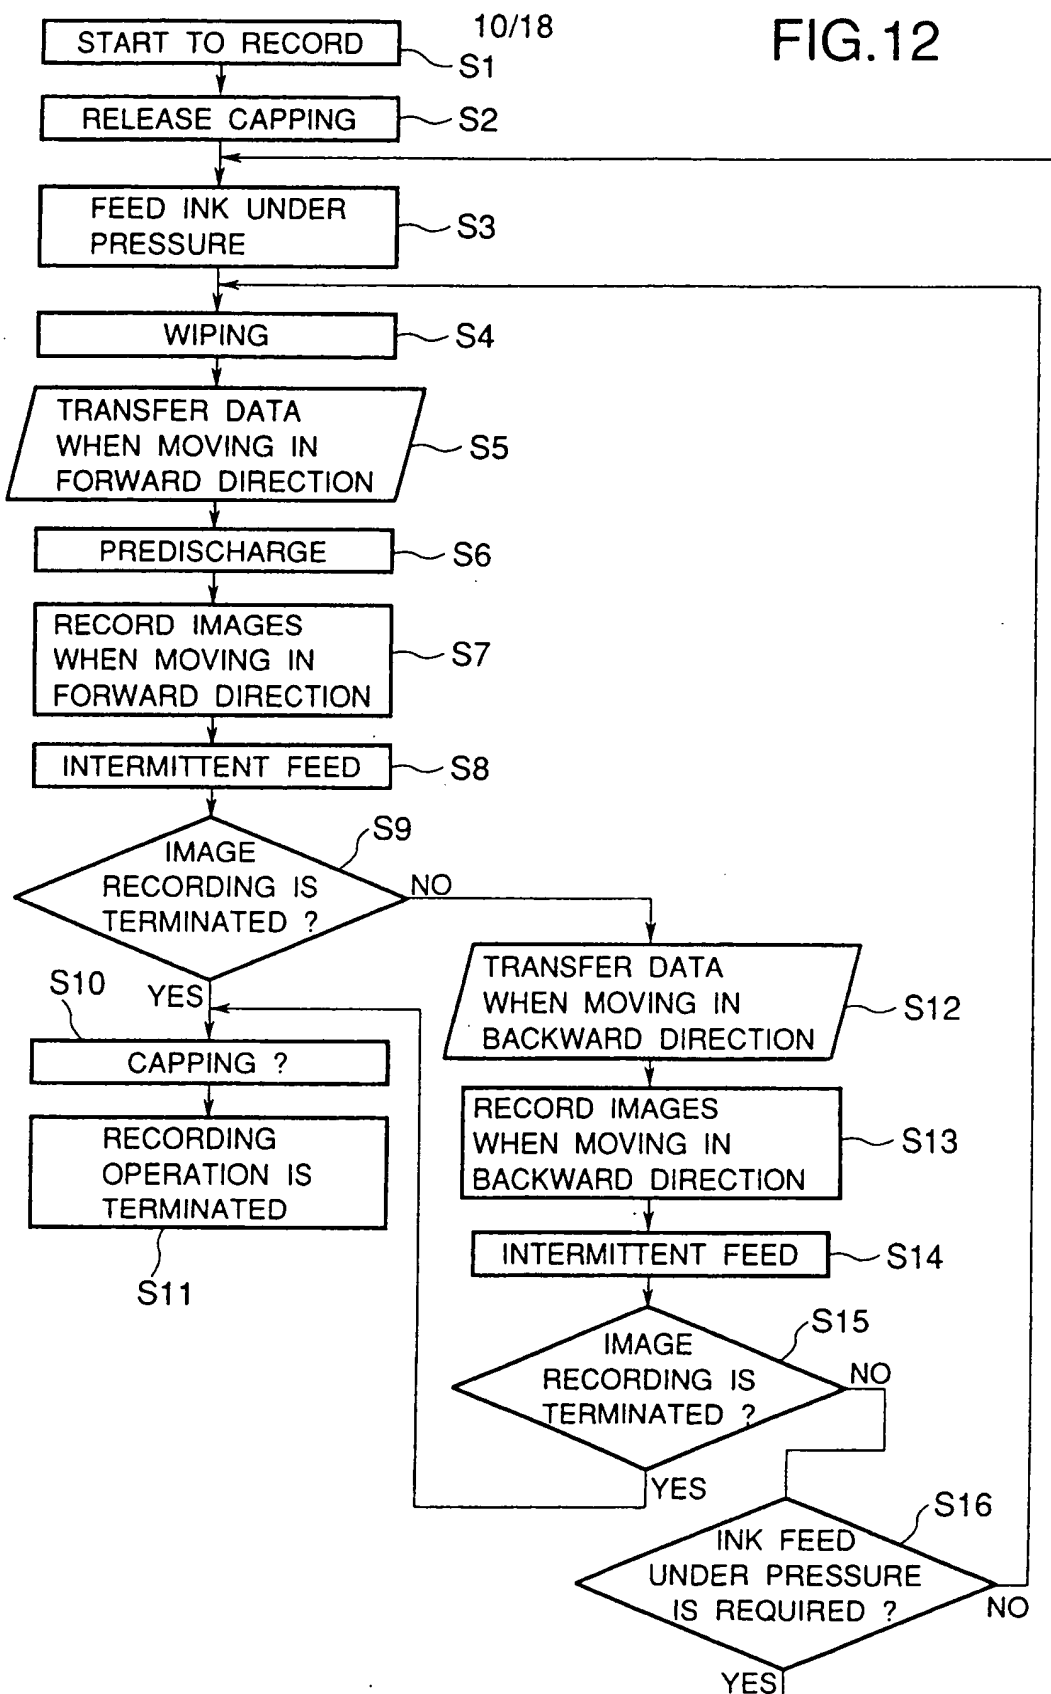 10/18
FIG.12
START TO RECORD
S1
RELEASE CAPPING
S2
FEED INK UNDER
PRESSURE
S3
WIPING
S4
TRANSFER DATA
WHEN MOVING IN
FORWARD DIRECTION
S5
PREDISCHARGE
S6
RECORD IMAGES
WHEN MOVING IN
FORWARD DIRECTION
S7
INTERMITTENT FEED
S8
S9
IMAGE
RECORDING IS
TERMINATED ?
NO
YES
S10
CAPPING ?
RECORDING
OPERATION IS
TERMINATED
S11
TRANSFER DATA
WHEN MOVING IN
BACKWARD DIRECTION
S12
RECORD IMAGES
WHEN MOVING IN
BACKWARD DIRECTION
S13
INTERMITTENT FEED
S14
S15
IMAGE
RECORDING IS
TERMINATED ?
NO
YES
S16
INK FEED
UNDER PRESSURE
IS REQUIRED ?
NO
YES